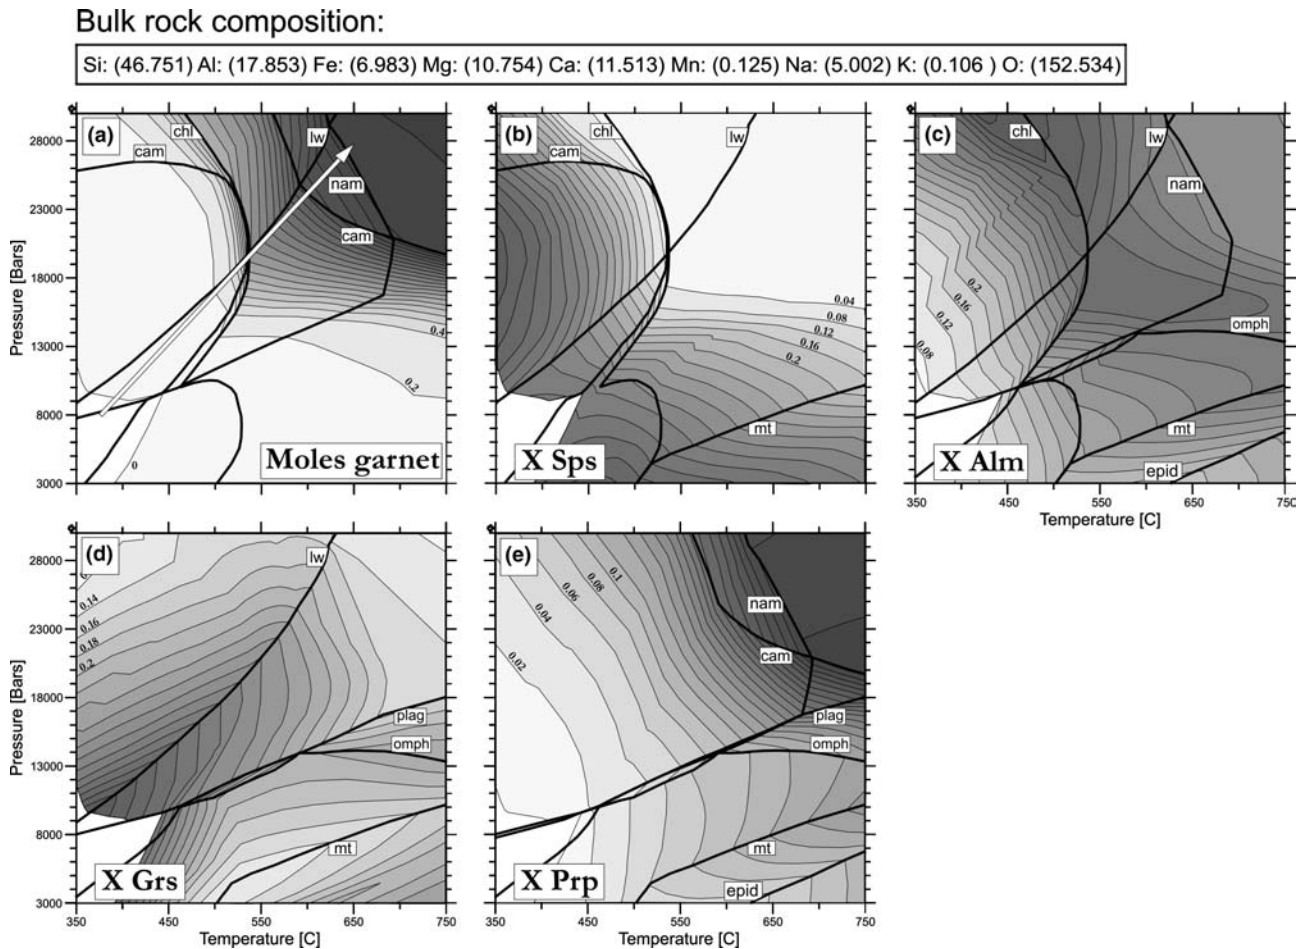 Bulk rock composition:
Si: (46.751) Al: (17.853) Fe: (6.983) Mg: (10.754) Ca: (11.513) Mn: (0.125) Na: (5.002) K: (0.106 ) O: (152.534)
(a)
chl
cam
lw
nam
cam
0.4
0.2
0
Moles garnet
Pressure [Bars]
28000
23000
18000
13000
8000
3000
(b)
chl
cam
lw
0.04
0.08
0.12
0.16
0.2
mt
X Sps
(c)
chl
lw
nam
0.2
0.16
0.12
0.08
omph
mt
epid
X Alm
350
450
550
650
750
Temperature [C]
(d)
lw
0.14
0.16
0.18
0.2
plag
omph
mt
X Grs
Pressure [Bars]
28000
23000
18000
13000
8000
3000
350
450
550
650
750
Temperature [C]
(e)
0.1
0.08
0.06
0.04
0.02
nam
cam
plag
omph
mt
epid
X Prp
350
450
550
650
750
Temperature [C]